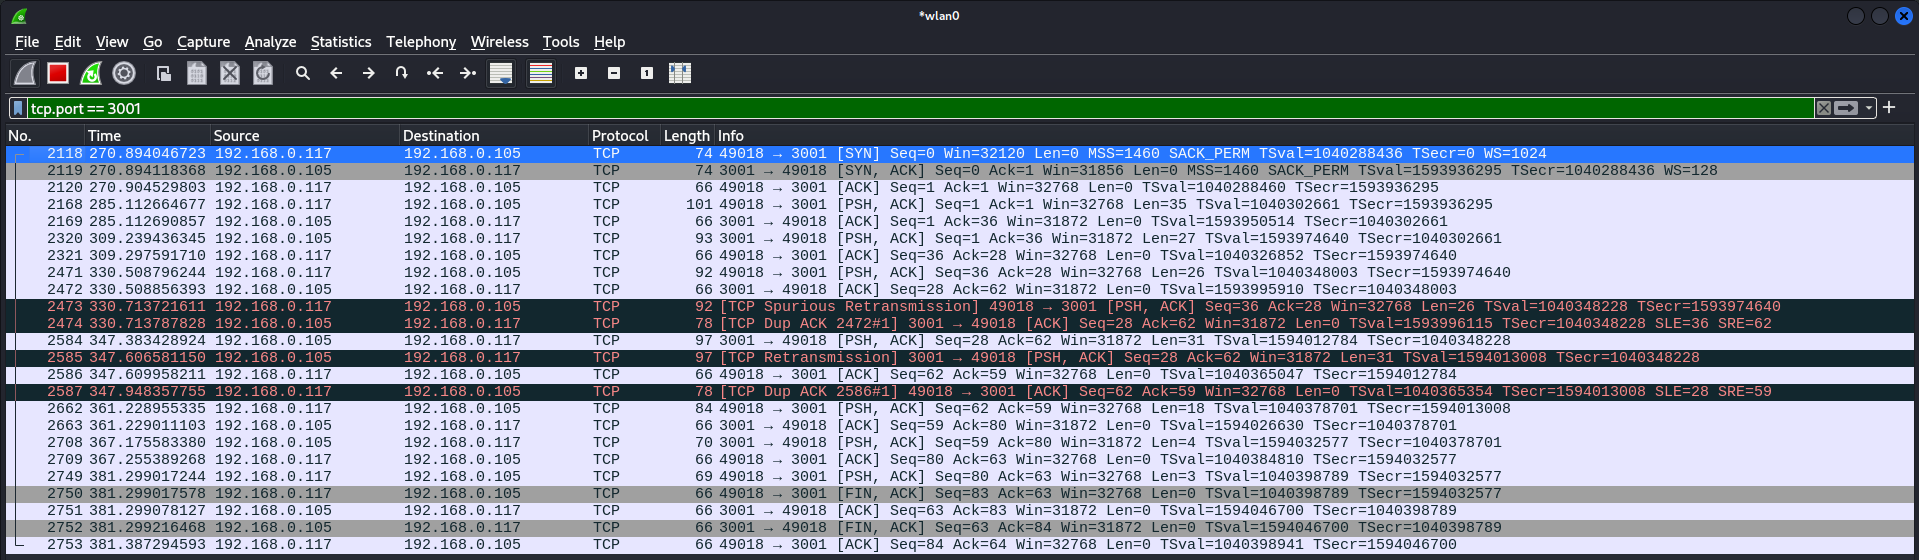 *wlan0
File Edit View Go Capture Analyze Statistics Telephony Wireless Tools Help
tcp.port == 3001
No. Time Source Destination Protocol Length Info
2118 270.894046723 192.168.0.117 192.168.0.105 TCP 74 49018 → 3001 [SYN] Seq=0 Win=32120 Len=0 MSS=1460 SACK_PERM TSval=1040288436 TSecr=0 WS=1024
2119 270.894118368 192.168.0.105 192.168.0.117 TCP 74 3001 → 49018 [SYN, ACK] Seq=0 Ack=1 Win=31856 Len=0 MSS=1460 SACK_PERM TSval=1593936295 TSecr=1040288436 WS=128
2120 270.904529803 192.168.0.117 192.168.0.105 TCP 66 49018 → 3001 [ACK] Seq=1 Ack=1 Win=32768 Len=0 TSval=1040288460 TSecr=1593936295
2168 285.112664677 192.168.0.117 192.168.0.105 TCP 101 49018 → 3001 [PSH, ACK] Seq=1 Ack=1 Win=32768 Len=35 TSval=1040302661 TSecr=1593936295
2169 285.112690857 192.168.0.105 192.168.0.117 TCP 66 3001 → 49018 [ACK] Seq=1 Ack=36 Win=31872 Len=0 TSval=1593950514 TSecr=1040302661
2320 309.239436345 192.168.0.105 192.168.0.117 TCP 93 3001 → 49018 [PSH, ACK] Seq=1 Ack=36 Win=31872 Len=27 TSval=1593974640 TSecr=1040302661
2321 309.297591710 192.168.0.117 192.168.0.105 TCP 66 49018 → 3001 [ACK] Seq=36 Ack=28 Win=32768 Len=0 TSval=1040326852 TSecr=1593974640
2471 330.508796244 192.168.0.117 192.168.0.105 TCP 92 49018 → 3001 [PSH, ACK] Seq=36 Ack=28 Win=32768 Len=26 TSval=1040348003 TSecr=1593974640
2472 330.508856393 192.168.0.105 192.168.0.117 TCP 66 3001 → 49018 [ACK] Seq=28 Ack=62 Win=31872 Len=0 TSval=1593995910 TSecr=1040348003
2473 330.713721611 192.168.0.117 192.168.0.105 TCP 92 [TCP Spurious Retransmission] 49018 → 3001 [PSH, ACK] Seq=36 Ack=28 Win=32768 Len=26 TSval=1040348228 TSecr=1593974640
2474 330.713787828 192.168.0.105 192.168.0.117 TCP 78 [TCP Dup ACK 2472#1] 3001 → 49018 [ACK] Seq=28 Ack=62 Win=31872 Len=0 TSval=1593996115 TSecr=1040348228 SLE=36 SRE=62
2584 347.383428924 192.168.0.105 192.168.0.117 TCP 97 3001 → 49018 [PSH, ACK] Seq=28 Ack=62 Win=31872 Len=31 TSval=1594012784 TSecr=1040348228
2585 347.606581150 192.168.0.105 192.168.0.117 TCP 97 [TCP Retransmission] 3001 → 49018 [PSH, ACK] Seq=28 Ack=62 Win=31872 Len=31 TSval=1594013008 TSecr=1040348228
2586 347.609958211 192.168.0.117 192.168.0.105 TCP 66 49018 → 3001 [ACK] Seq=62 Ack=59 Win=32768 Len=0 TSval=1040365047 TSecr=1594012784
2587 347.948357755 192.168.0.117 192.168.0.105 TCP 78 [TCP Dup ACK 2586#1] 49018 → 3001 [ACK] Seq=62 Ack=59 Win=32768 Len=0 TSval=1040365354 TSecr=1594013008 SLE=28 SRE=59
2662 361.228955335 192.168.0.117 192.168.0.105 TCP 84 49018 → 3001 [PSH, ACK] Seq=62 Ack=59 Win=32768 Len=18 TSval=1040378701 TSecr=1594013008
2663 361.229011103 192.168.0.105 192.168.0.117 TCP 66 3001 → 49018 [ACK] Seq=59 Ack=80 Win=31872 Len=0 TSval=1594026630 TSecr=1040378701
2708 367.175583380 192.168.0.105 192.168.0.117 TCP 70 3001 → 49018 [PSH, ACK] Seq=59 Ack=80 Win=31872 Len=4 TSval=1594032577 TSecr=1040378701
2709 367.255389268 192.168.0.117 192.168.0.105 TCP 66 49018 → 3001 [ACK] Seq=80 Ack=63 Win=32768 Len=0 TSval=1040384810 TSecr=1594032577
2749 381.299017244 192.168.0.117 192.168.0.105 TCP 69 49018 → 3001 [PSH, ACK] Seq=80 Ack=63 Win=32768 Len=3 TSval=1040398789 TSecr=1594032577
2750 381.299017578 192.168.0.117 192.168.0.105 TCP 66 49018 → 3001 [FIN, ACK] Seq=83 Ack=63 Win=32768 Len=0 TSval=1040398789 TSecr=1594032577
2751 381.299078127 192.168.0.105 192.168.0.117 TCP 66 3001 → 49018 [ACK] Seq=63 Ack=83 Win=31872 Len=0 TSval=1594046700 TSecr=1040398789
2752 381.299216468 192.168.0.105 192.168.0.117 TCP 66 3001 → 49018 [FIN, ACK] Seq=63 Ack=84 Win=31872 Len=0 TSval=1594046700 TSecr=1040398789
2753 381.387294593 192.168.0.117 192.168.0.105 TCP 66 49018 → 3001 [ACK] Seq=84 Ack=64 Win=32768 Len=0 TSval=1040398941 TSecr=1594046700